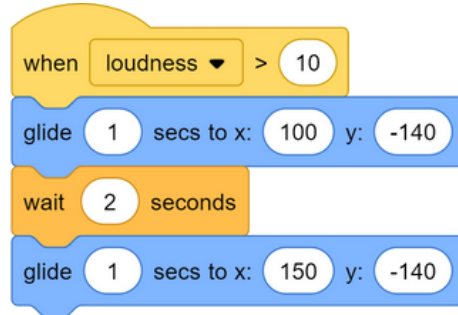 when loudness > 10
glide 1 secs to x: 100 y: -140
wait 2 seconds
glide 1 secs to x: 150 y: -140